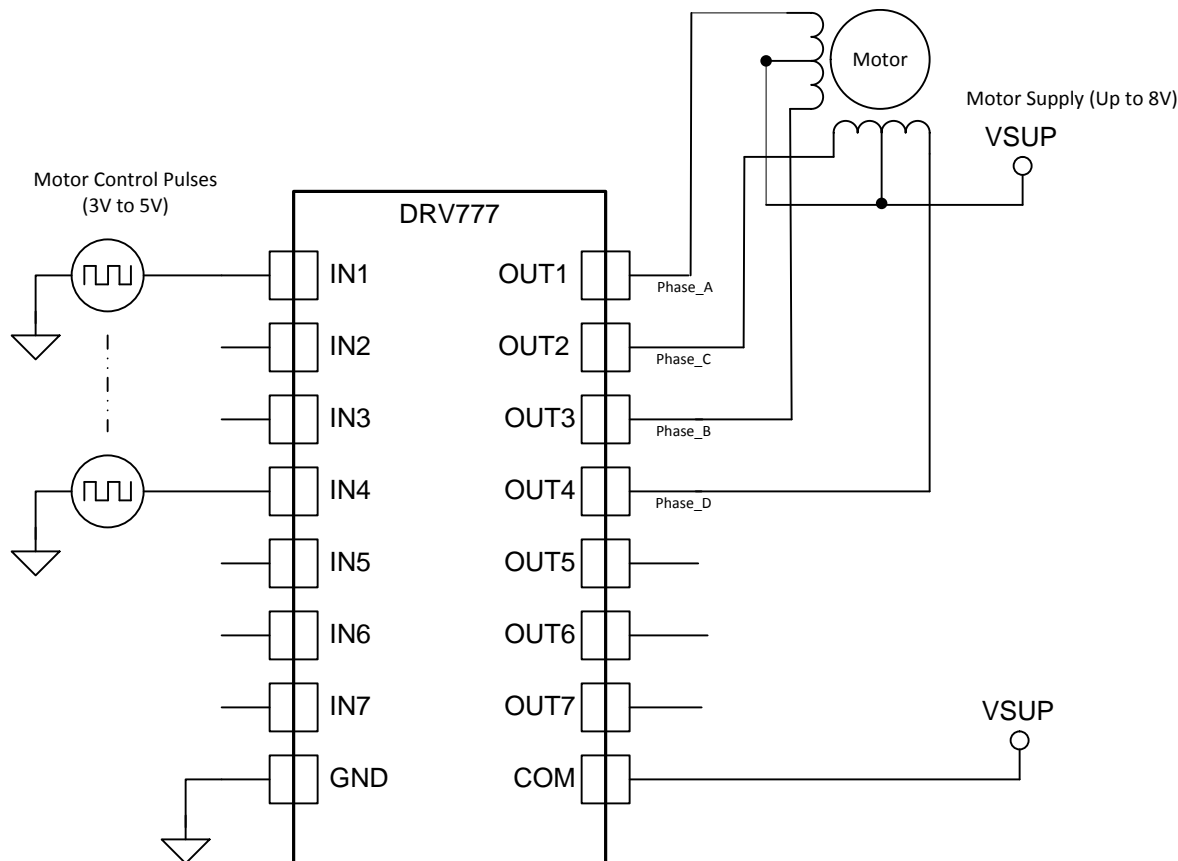 Motor
Motor Supply (Up to 8V)
VSUP
Motor Control Pulses
(3V to 5V)
DRV777
IN1
OUT1
Phase_A
IN2
OUT2
Phase_C
IN3
OUT3
Phase_B
IN4
OUT4
Phase_D
IN5
OUT5
IN6
OUT6
IN7
OUT7
VSUP
GND
COM